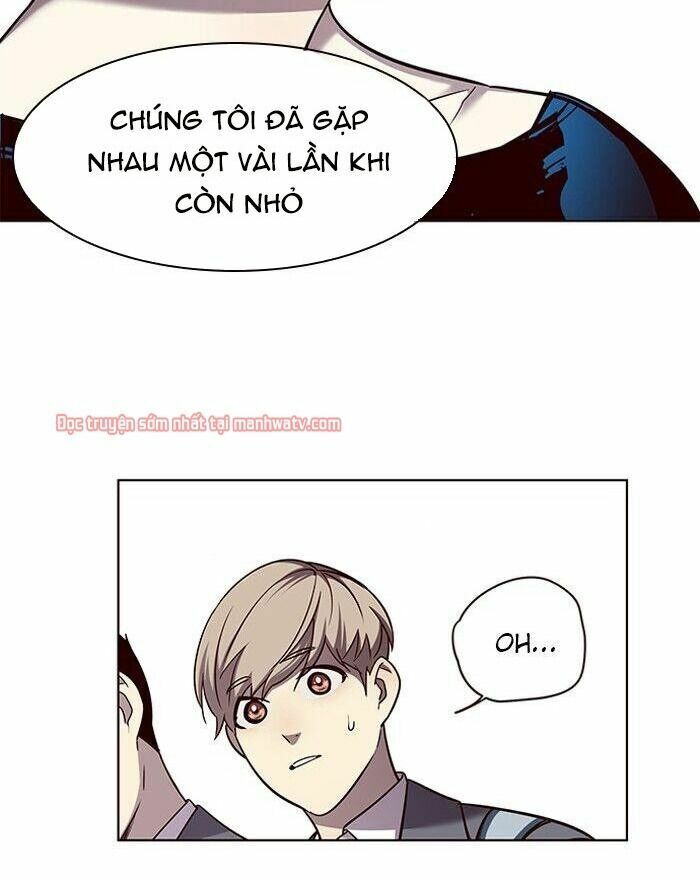 CHÚNG TÔI ĐÃ GẶP
NHAU MỘT VÀI LẦN KHI
CÒN NHỎ
Đọc truyện sớm nhất tại manhwatv.com
OH...